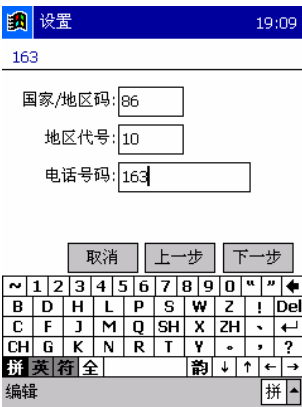 设置 19:09
163
国家/地区码: 86
地区代号: 10
电话号码: 163
取消 上一步 下一步
~ 1 2 3 4 5 6 7 8 9 0 “ ” ←
B D H L P S W Z ! Del
C F J M Q SH X ZH 、 ↵
CH G K N R T Y 。 , ?
拼 英 符 全 韵 ↓ ↑ ← →
编辑 拼 ▲